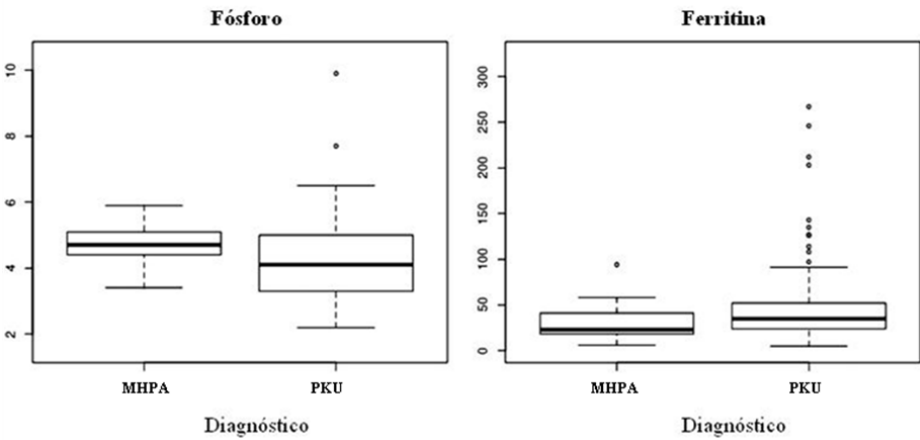 Fósforo
10
8
6
4
2
MHPA
PKU
Diagnóstico
Ferritina
300
250
200
150
100
50
0
MHPA
PKU
Diagnóstico